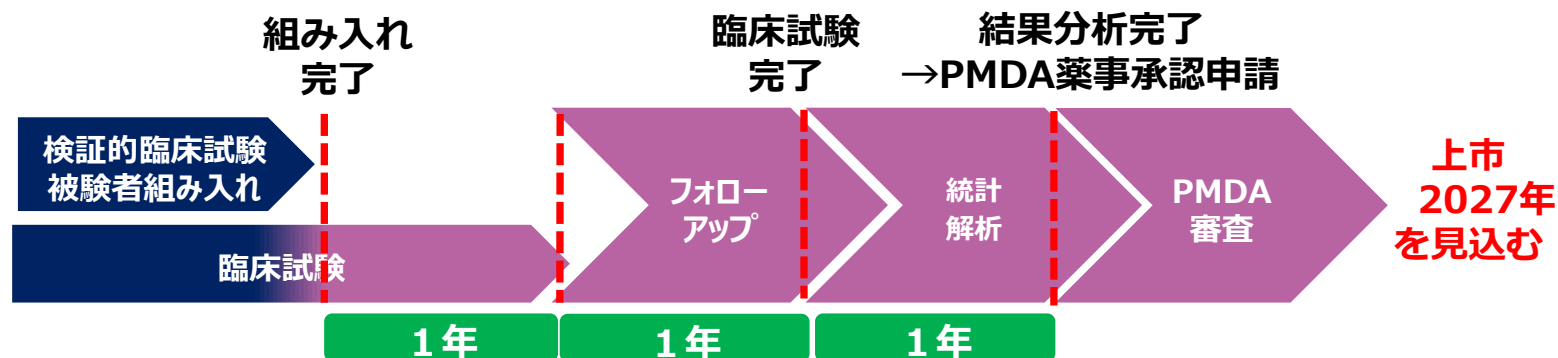 組み入れ
完了
臨床試験
完了
結果分析完了
→PMDA薬事承認申請
検証的臨床試験
被験者組み入れ
臨床試験
フォロー
アップ
統計
解析
PMDA
審査
上市
2027年
を見込む
1年
1年
1年